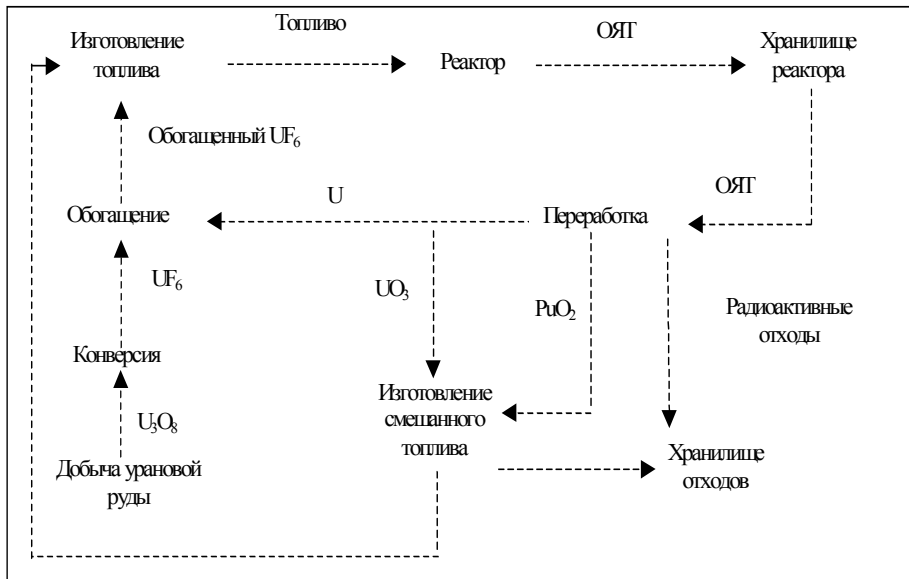 Топливо
ОЯТ
Изготовление
топлива
Реактор
Хранилище
реактора
Обогащенный UF₆
U
ОЯТ
Обогащение
Переработка
UF₆
UO₃
PuO₂
Радиоактивные
отходы
Конверсия
Изготовление
смешанного
топлива
U₃O₈
Добыча урановой
руды
Хранилище
отходов